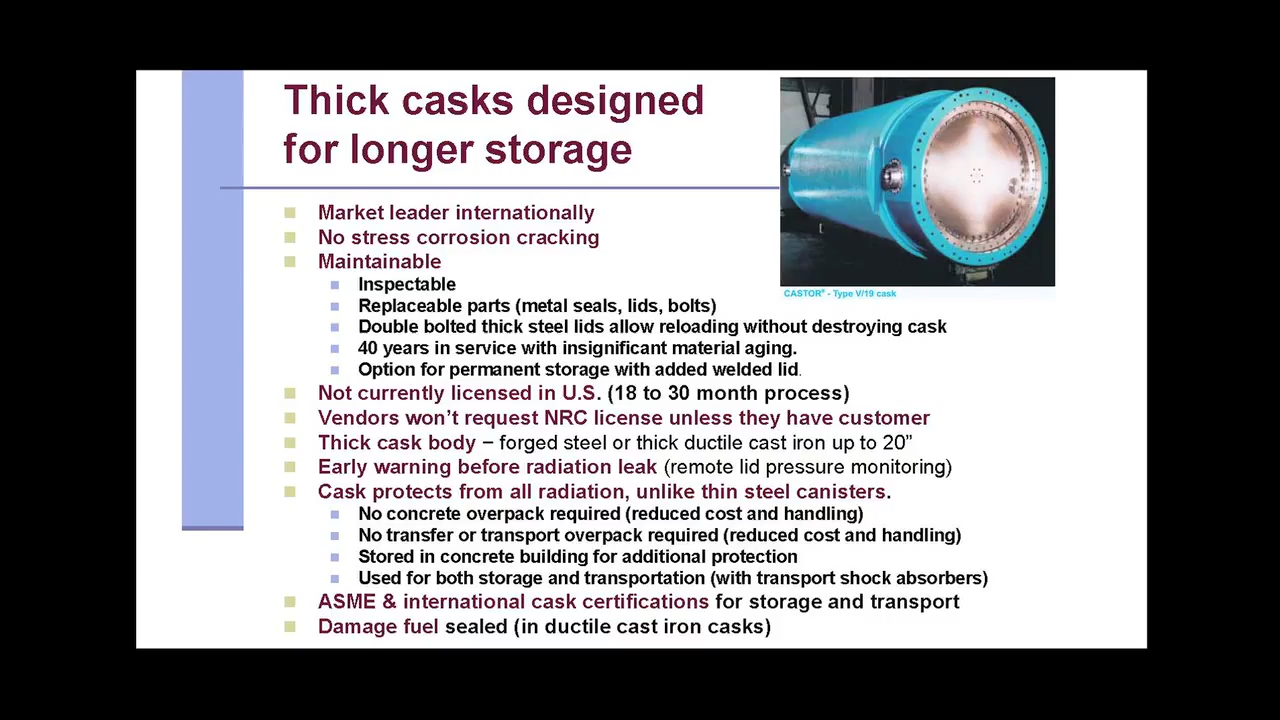 Thick casks designed
for longer storage
CASTOR® - Type V/19 cask
Market leader internationally
No stress corrosion cracking
Maintainable
Inspectable
Replaceable parts (metal seals, lids, bolts)
Double bolted thick steel lids allow reloading without destroying cask
40 years in service with insignificant material aging.
Option for permanent storage with added welded lid.
Not currently licensed in U.S. (18 to 30 month process)
Vendors won’t request NRC license unless they have customer
Thick cask body – forged steel or thick ductile cast iron up to 20”
Early warning before radiation leak (remote lid pressure monitoring)
Cask protects from all radiation, unlike thin steel canisters.
No concrete overpack required (reduced cost and handling)
No transfer or transport overpack required (reduced cost and handling)
Stored in concrete building for additional protection
Used for both storage and transportation (with transport shock absorbers)
ASME & international cask certifications for storage and transport
Damage fuel sealed (in ductile cast iron casks)